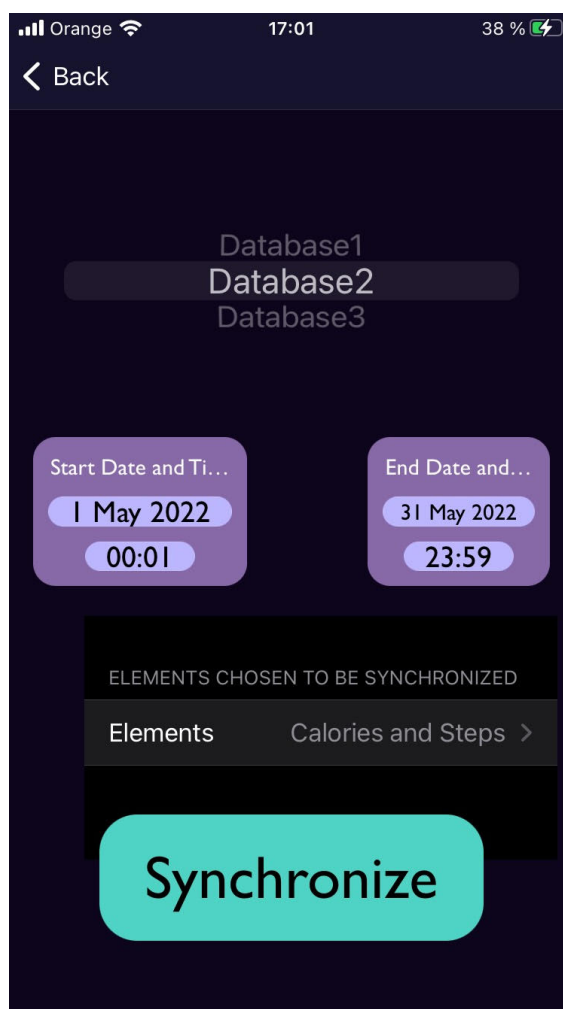 Orange 17:01 38 %
Back
Database1
Database2
Database3
Start Date and Ti...
1 May 2022
00:01
End Date and...
31 May 2022
23:59
ELEMENTS CHOSEN TO BE SYNCHRONIZED
Elements Calories and Steps
Synchronize